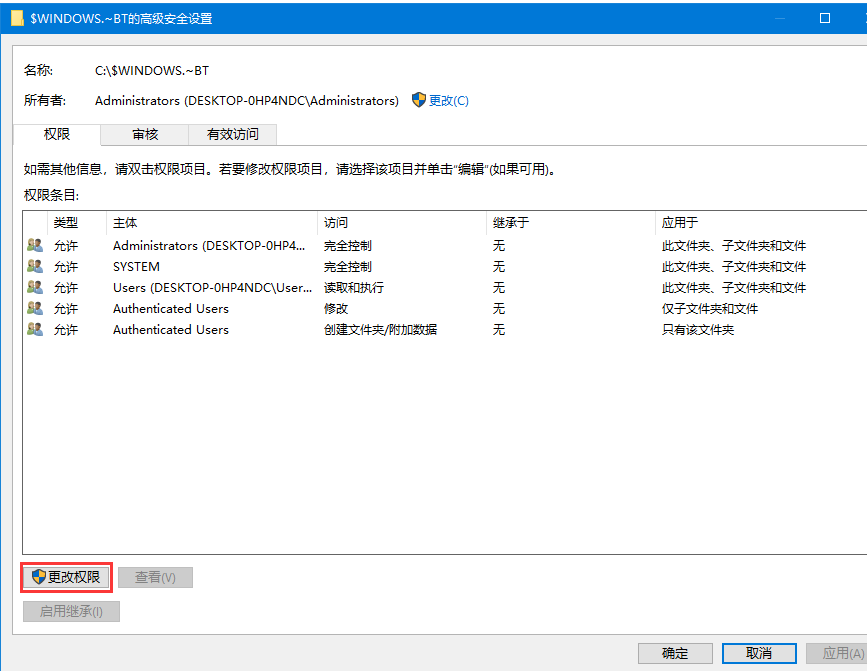 $WINDOWS.~BT的高级安全设置
名称: C:\$WINDOWS.~BT
所有者: Administrators (DESKTOP-0HP4NDC\Administrators) 更改(C)
权限 审核 有效访问
如需其他信息，请双击权限项目。若要修改权限项目，请选择该项目并单击“编辑”(如果可用)。
权限条目:
类型 主体 访问 继承于 应用于
允许 Administrators (DESKTOP-0HP4... 完全控制 无 此文件夹、子文件夹和文件
允许 SYSTEM 完全控制 无 此文件夹、子文件夹和文件
允许 Users (DESKTOP-0HP4NDC\User... 读取和执行 无 此文件夹、子文件夹和文件
允许 Authenticated Users 修改 无 仅子文件夹和文件
允许 Authenticated Users 创建文件夹/附加数据 无 只有该文件夹
更改权限 查看(V)
启用继承(I)
确定 取消 应用(A)